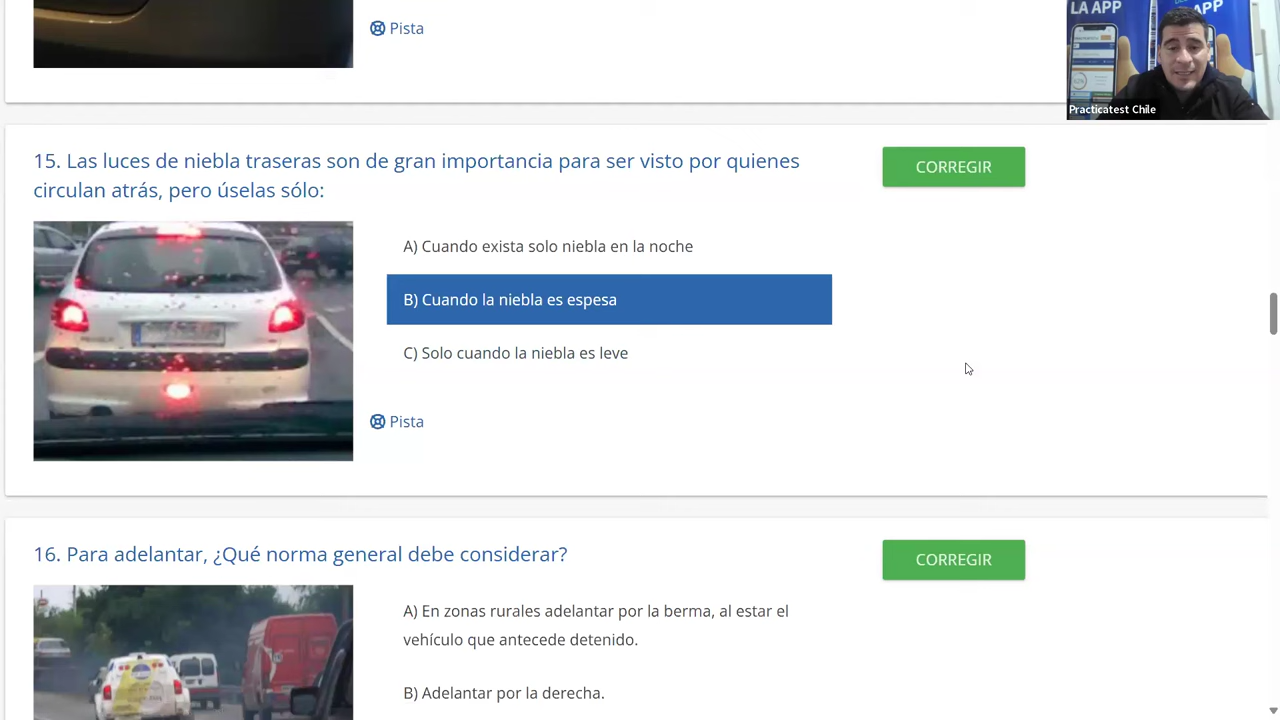 Pista
LA APP
APP
Practicatest Chile
15. Las luces de niebla traseras son de gran importancia para ser visto por quienes
circulan atrás, pero úselas sólo:
CORREGIR
A) Cuando exista solo niebla en la noche
B) Cuando la niebla es espesa
C) Solo cuando la niebla es leve
Pista
16. Para adelantar, ¿Qué norma general debe considerar?
CORREGIR
A) En zonas rurales adelantar por la berma, al estar el
vehículo que antecede detenido.
B) Adelantar por la derecha.